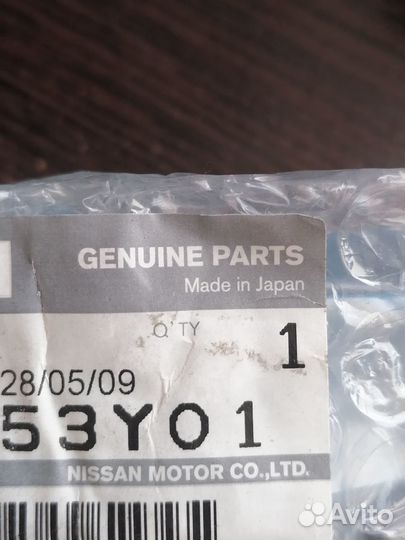 GENUINE PARTS
Made in Japan
Q'TY 1
28/05/09
53Y01
NISSAN MOTOR CO.,LTD.
Avito